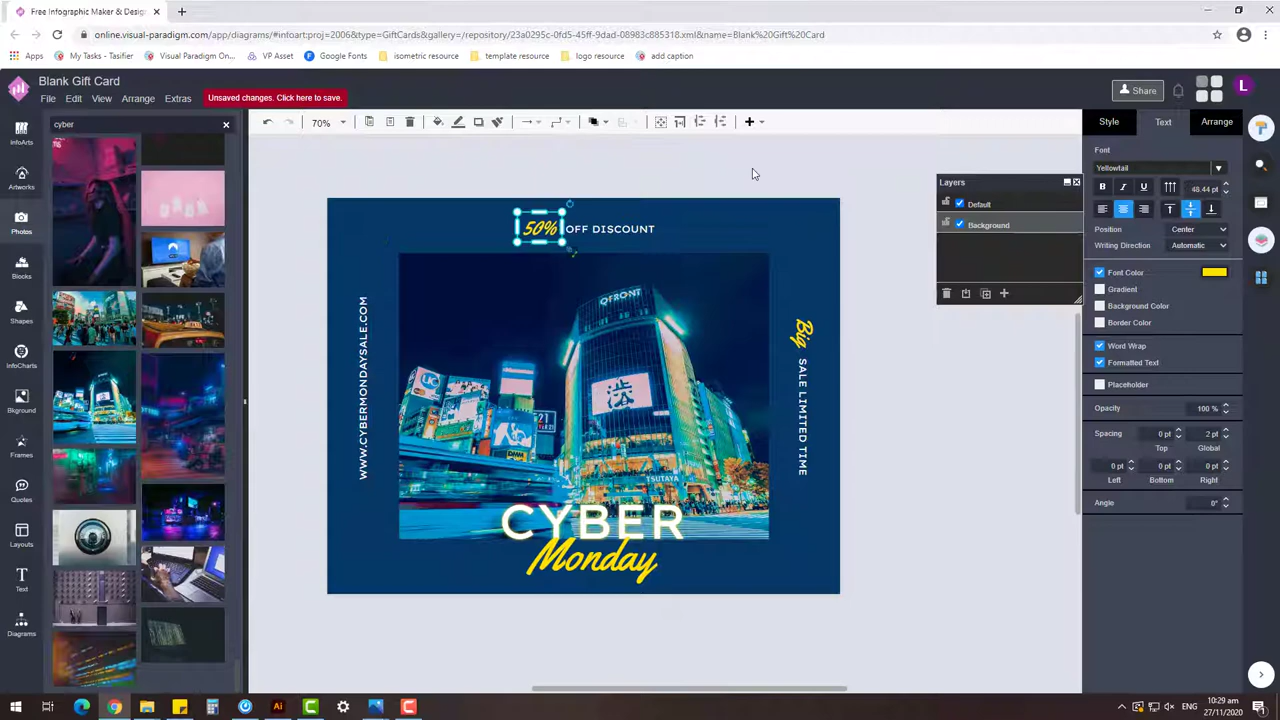 Free Infographic Maker & Desig
online.visual-paradigm.com/app/diagrams/#infoart:proj=2006&type=GiftCards&gallery=/repository/23a0295c-0fd5-45ff-9dad-08983c885318.xml&name=Blank%20Gift%20Card
Apps
My Tasks - Tasifier
Visual Paradigm On...
VP Asset
Google Fonts
isometric resource
template resource
logo resource
add caption
Blank Gift Card
File
Edit
View
Arrange
Extras
Unsaved changes. Click here to save.
Share
L
cyber
70%
Style
Text
Arrange
InfoArts
Artworks
Photos
Blocks
Shapes
InfoCharts
Bkground
Frames
Quotes
Layouts
Text
Diagrams
50% OFF DISCOUNT
WWW.CYBERMONDAYSALE.COM
QFRONT
渋
TSUTAYA
DMM
Big SALE LIMITED TIME
CYBER
Monday
Layers
Default
Background
Font
Yellowtail
B I U
48.44 pt
Position
Center
Writing Direction
Automatic
Font Color
Gradient
Background Color
Border Color
Word Wrap
Formatted Text
Placeholder
Opacity
100 %
Spacing
0 pt
2 pt
Top
Global
0 pt
0 pt
0 pt
Left
Bottom
Right
Angle
0°
Ai
ENG
10:29 am
27/11/2020